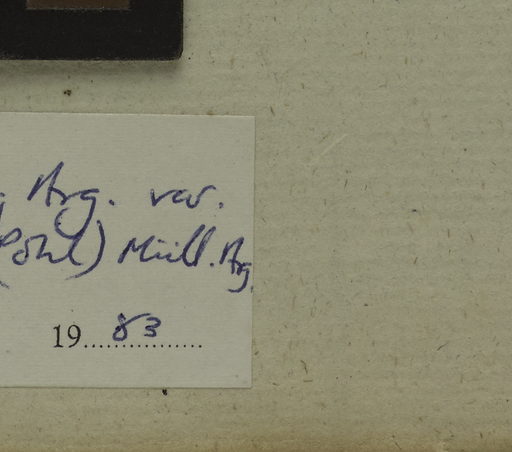 Arg. var.
(Pohl) Müll. Arg.
19 83